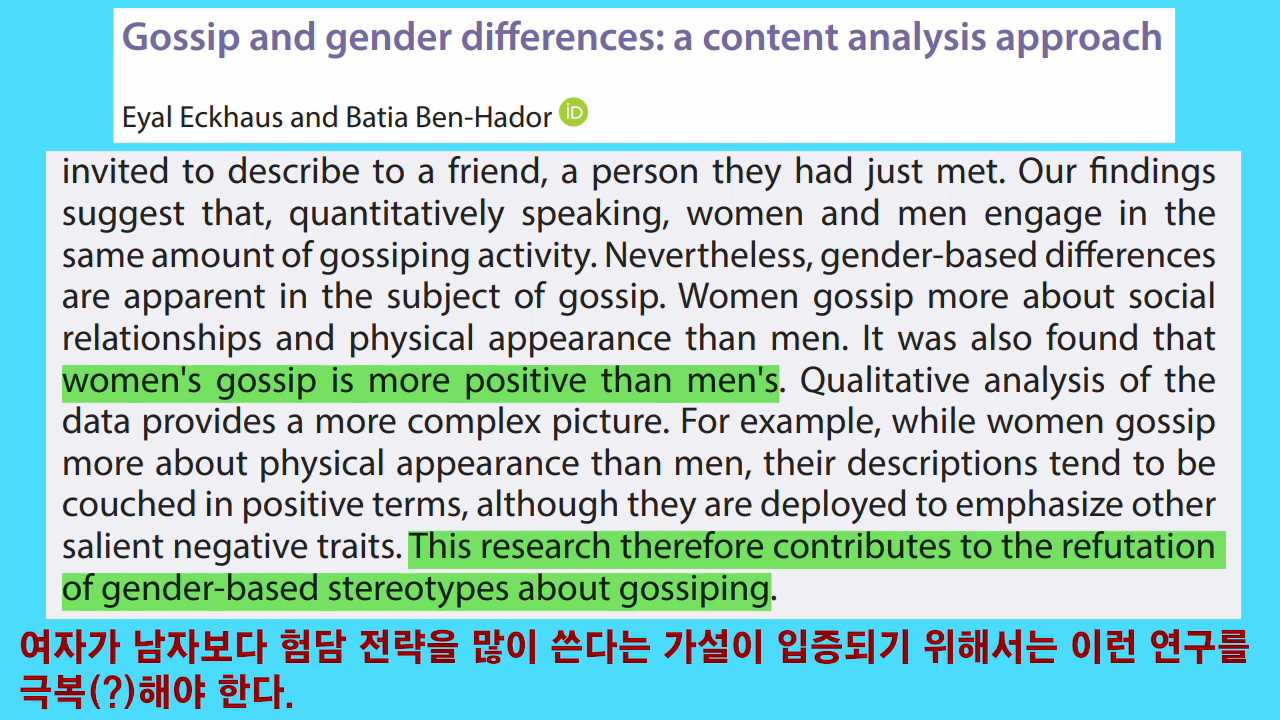 Gossip and gender differences: a content analysis approach
Eyal Eckhaus and Batia Ben-Hador iD
invited to describe to a friend, a person they had just met. Our findings
suggest that, quantitatively speaking, women and men engage in the
same amount of gossiping activity. Nevertheless, gender-based differences
are apparent in the subject of gossip. Women gossip more about social
relationships and physical appearance than men. It was also found that
women's gossip is more positive than men's. Qualitative analysis of the
data provides a more complex picture. For example, while women gossip
more about physical appearance than men, their descriptions tend to be
couched in positive terms, although they are deployed to emphasize other
salient negative traits. This research therefore contributes to the refutation
of gender-based stereotypes about gossiping.
여자가 남자보다 험담 전략을 많이 쓴다는 가설이 입증되기 위해서는 이런 연구를
극복(?)해야 한다.